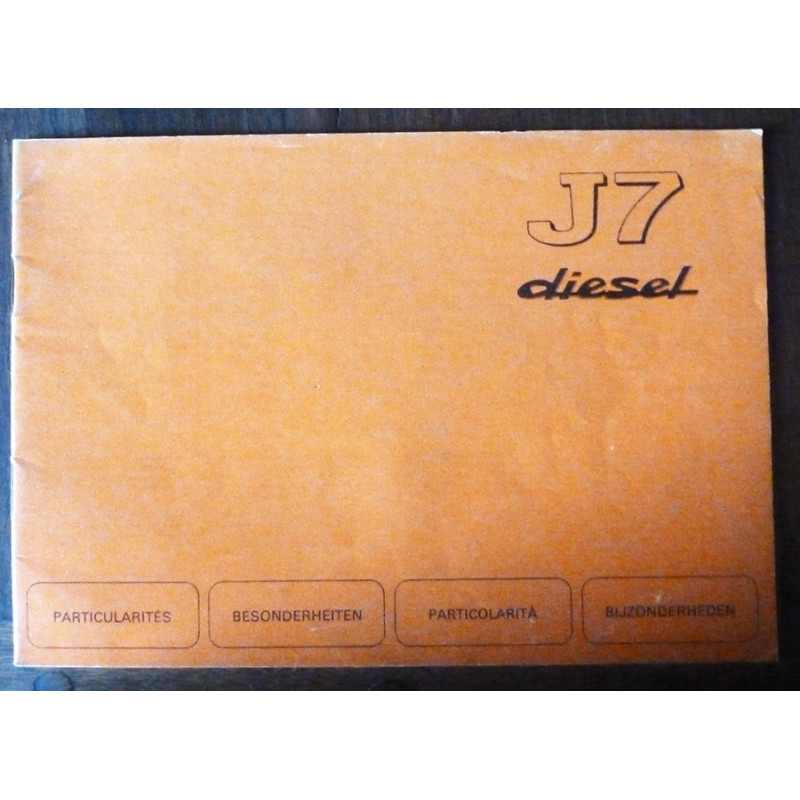 J7
diesel
PARTICULARITÉS BESONDERHEITEN PARTICOLARITÀ BIJZONDERHEDEN